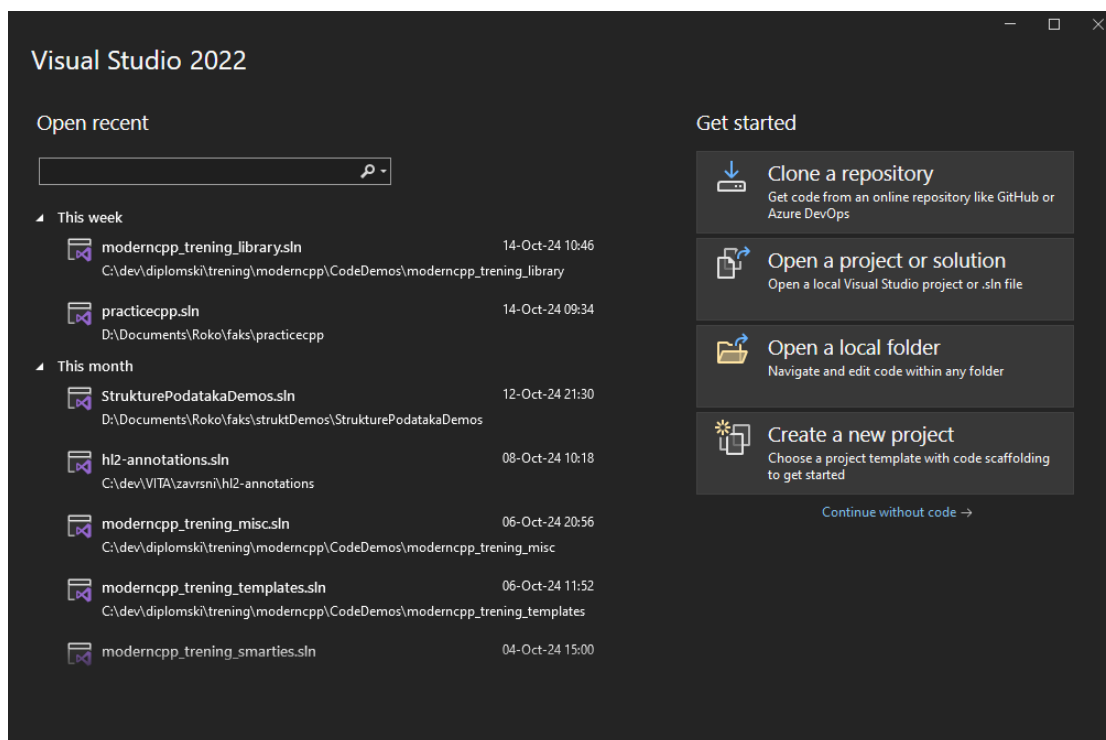 Visual Studio 2022
Open recent
This week
moderncpp_trening_library.sln 14-Oct-24 10:46
C:\dev\diplomski\trening\moderncpp\CodeDemos\moderncpp_trening_library
practicecpp.sln 14-Oct-24 09:34
D:\Documents\Roko\faks\practicecpp
This month
StrukturePodatakaDemos.sln 12-Oct-24 21:30
D:\Documents\Roko\faks\struktDemos\StrukturePodatakaDemos
hl2-annotations.sln 08-Oct-24 10:18
C:\dev\VITA\zavrsni\hl2-annotations
moderncpp_trening_misc.sln 06-Oct-24 20:56
C:\dev\diplomski\trening\moderncpp\CodeDemos\moderncpp_trening_misc
moderncpp_trening_templates.sln 06-Oct-24 11:52
C:\dev\diplomski\trening\moderncpp\CodeDemos\moderncpp_trening_templates
moderncpp_trening_smarties.sln 04-Oct-24 15:00
Get started
Clone a repository
Get code from an online repository like GitHub or
Azure DevOps
Open a project or solution
Open a local Visual Studio project or .sln file
Open a local folder
Navigate and edit code within any folder
Create a new project
Choose a project template with code scaffolding
to get started
Continue without code →